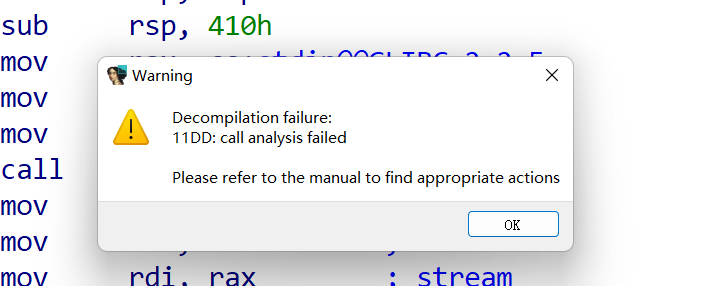 sub rsp, 410h
mov
Warning
mov
Decompilation failure:
mov
11DD: call analysis failed
call
Please refer to the manual to find appropriate actions
mov
OK
mov rdi, rax ; stream